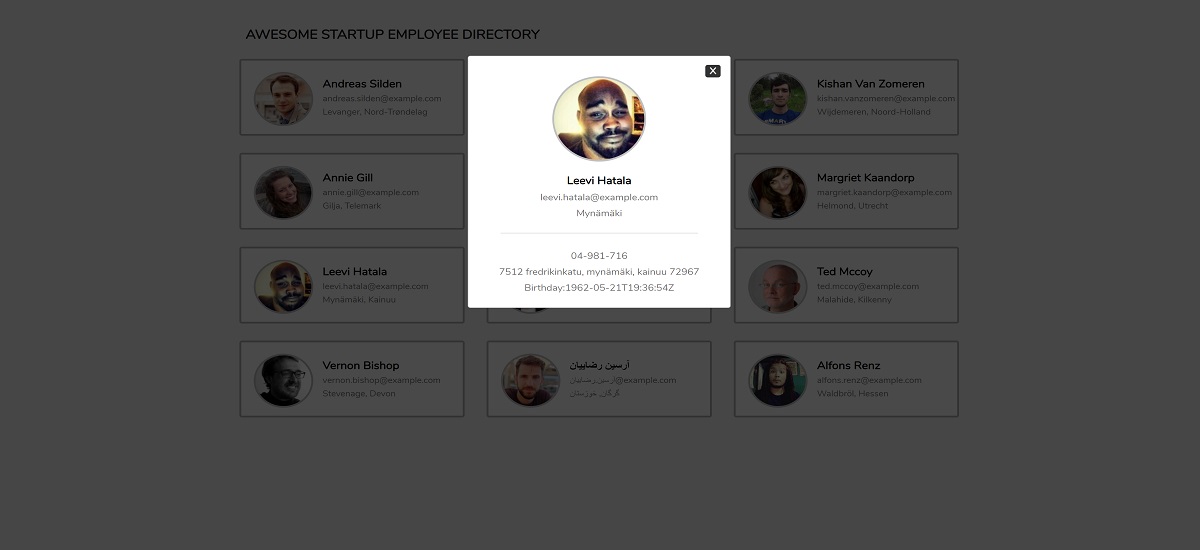 AWESOME STARTUP EMPLOYEE DIRECTORY
Andreas Silden
andreas.silden@example.com
Levanger, Nord-Trøndelag
X
Leevi Hatala
leevi.hatala@example.com
Mynämäki
04-981-716
7512 fredrikinkatu, mynämäki, kainuu 72967
Birthday:1962-05-21T19:36:54Z
Kishan Van Zomeren
kishan.vanzomeren@example.com
Wijdemeren, Noord-Holland
Annie Gill
annie.gill@example.com
Gilja, Telemark
Margriet Kaandorp
margriet.kaandorp@example.com
Helmond, Utrecht
Leevi Hatala
leevi.hatala@example.com
Mynämäki, Kainuu
Ted Mccoy
ted.mccoy@example.com
Malahide, Kilkenny
Vernon Bishop
vernon.bishop@example.com
Stevenage, Devon
آرسین رضاییان
آرسین.رضاییان@example.com
گرگان, خوزستان
Alfons Renz
alfons.renz@example.com
Waldbröl, Hessen